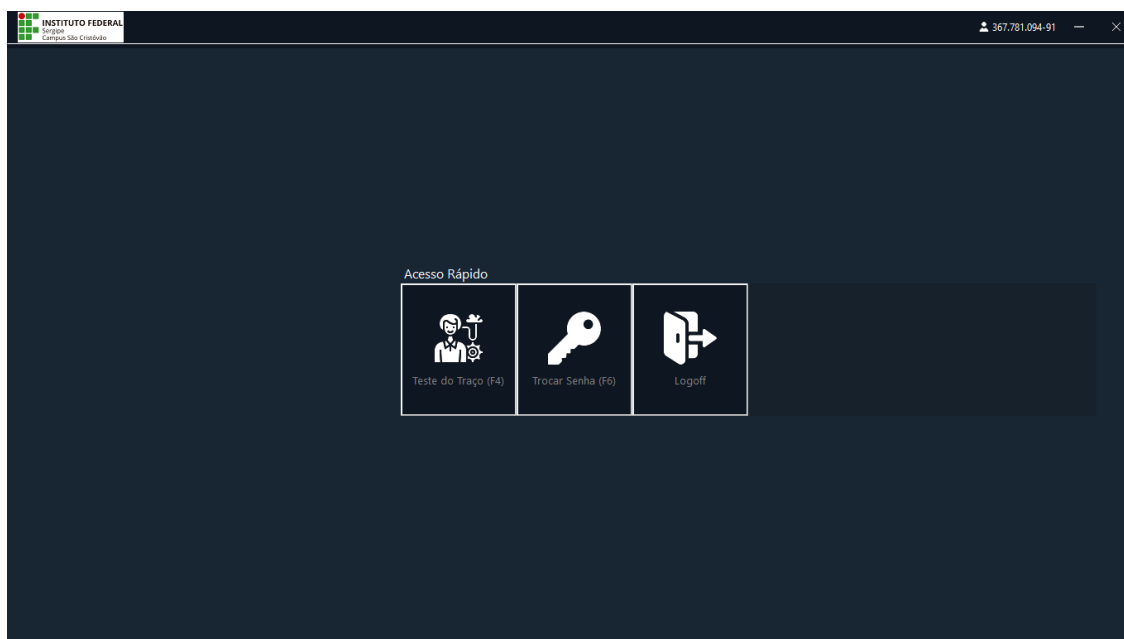 INSTITUTO FEDERAL
Sergipe
Campus São Cristóvão
367.781.094-91
Acesso Rápido
Teste do Traço (F4)
Trocar Senha (F6)
Logoff